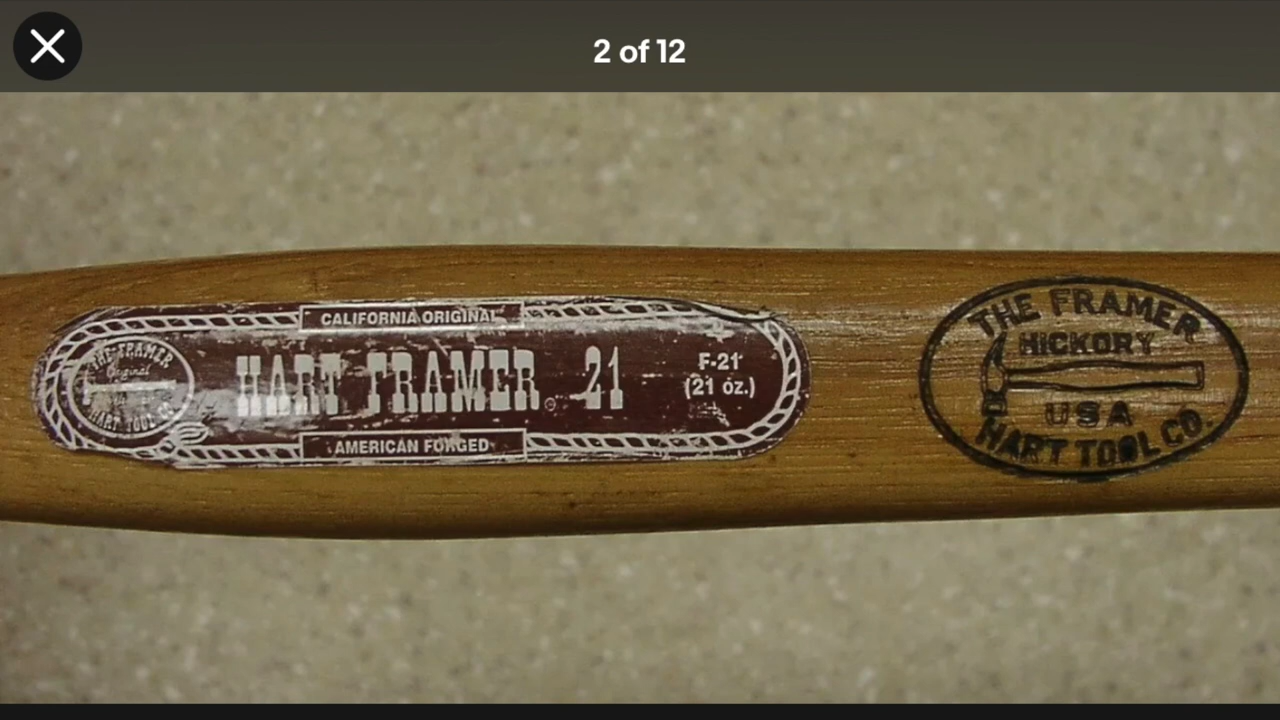 2 of 12
CALIFORNIA ORIGINAL
THE FRAMER
Original
HART TOOL CO
HART FRAMER 21
F-21
(21 oz.)
AMERICAN FORGED
THE FRAMER
HICKORY
USA
HART TOOL CO.